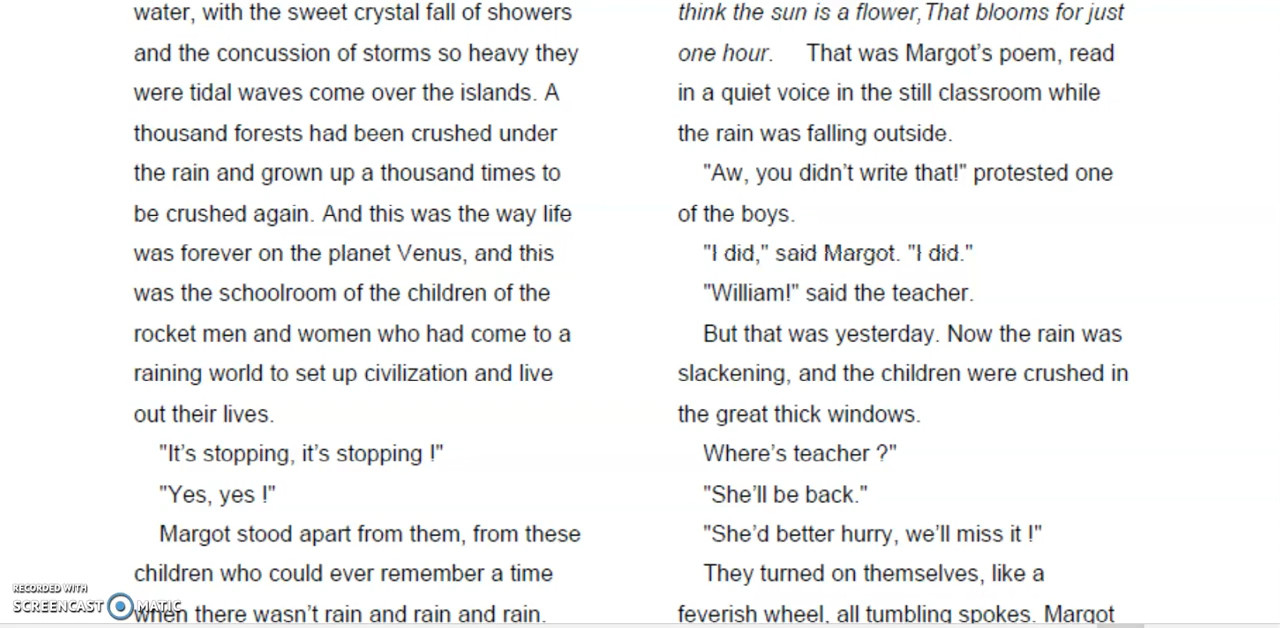 water, with the sweet crystal fall of showers
and the concussion of storms so heavy they
were tidal waves come over the islands. A
thousand forests had been crushed under
the rain and grown up a thousand times to
be crushed again. And this was the way life
was forever on the planet Venus, and this
was the schoolroom of the children of the
rocket men and women who had come to a
raining world to set up civilization and live
out their lives.
"It’s stopping, it’s stopping !"
"Yes, yes !"
Margot stood apart from them, from these
children who could ever remember a time
when there wasn’t rain and rain and rain.
think the sun is a flower,That blooms for just
one hour. That was Margot’s poem, read
in a quiet voice in the still classroom while
the rain was falling outside.
"Aw, you didn’t write that!" protested one
of the boys.
"I did," said Margot. "I did."
"William!" said the teacher.
But that was yesterday. Now the rain was
slackening, and the children were crushed in
the great thick windows.
Where’s teacher ?"
"She’ll be back."
"She’d better hurry, we’ll miss it !"
They turned on themselves, like a
feverish wheel, all tumbling spokes. Margot
RECORDED WITH
SCREENCAST MATIC